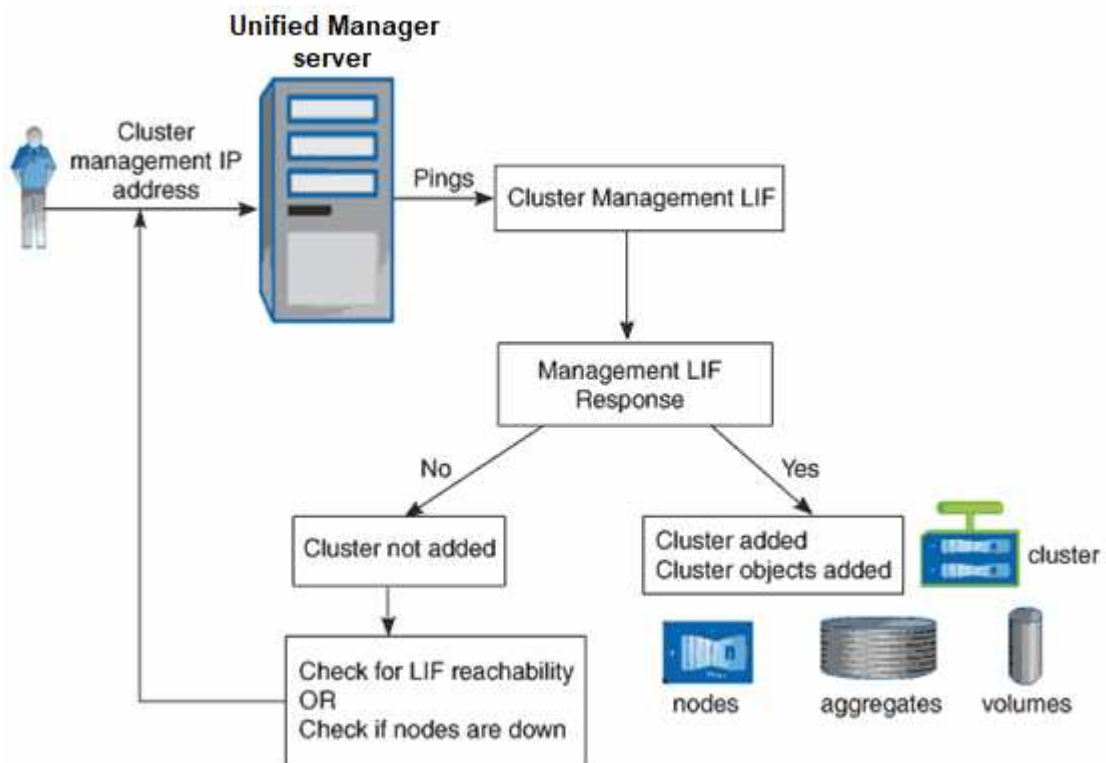 Unified Manager
server
Cluster
management IP
address
Pings
Cluster Management LIF
Management LIF
Response
No
Yes
Cluster not added
Cluster added
Cluster objects added
cluster
Check for LIF reachability
OR
Check if nodes are down
nodes
aggregates
volumes